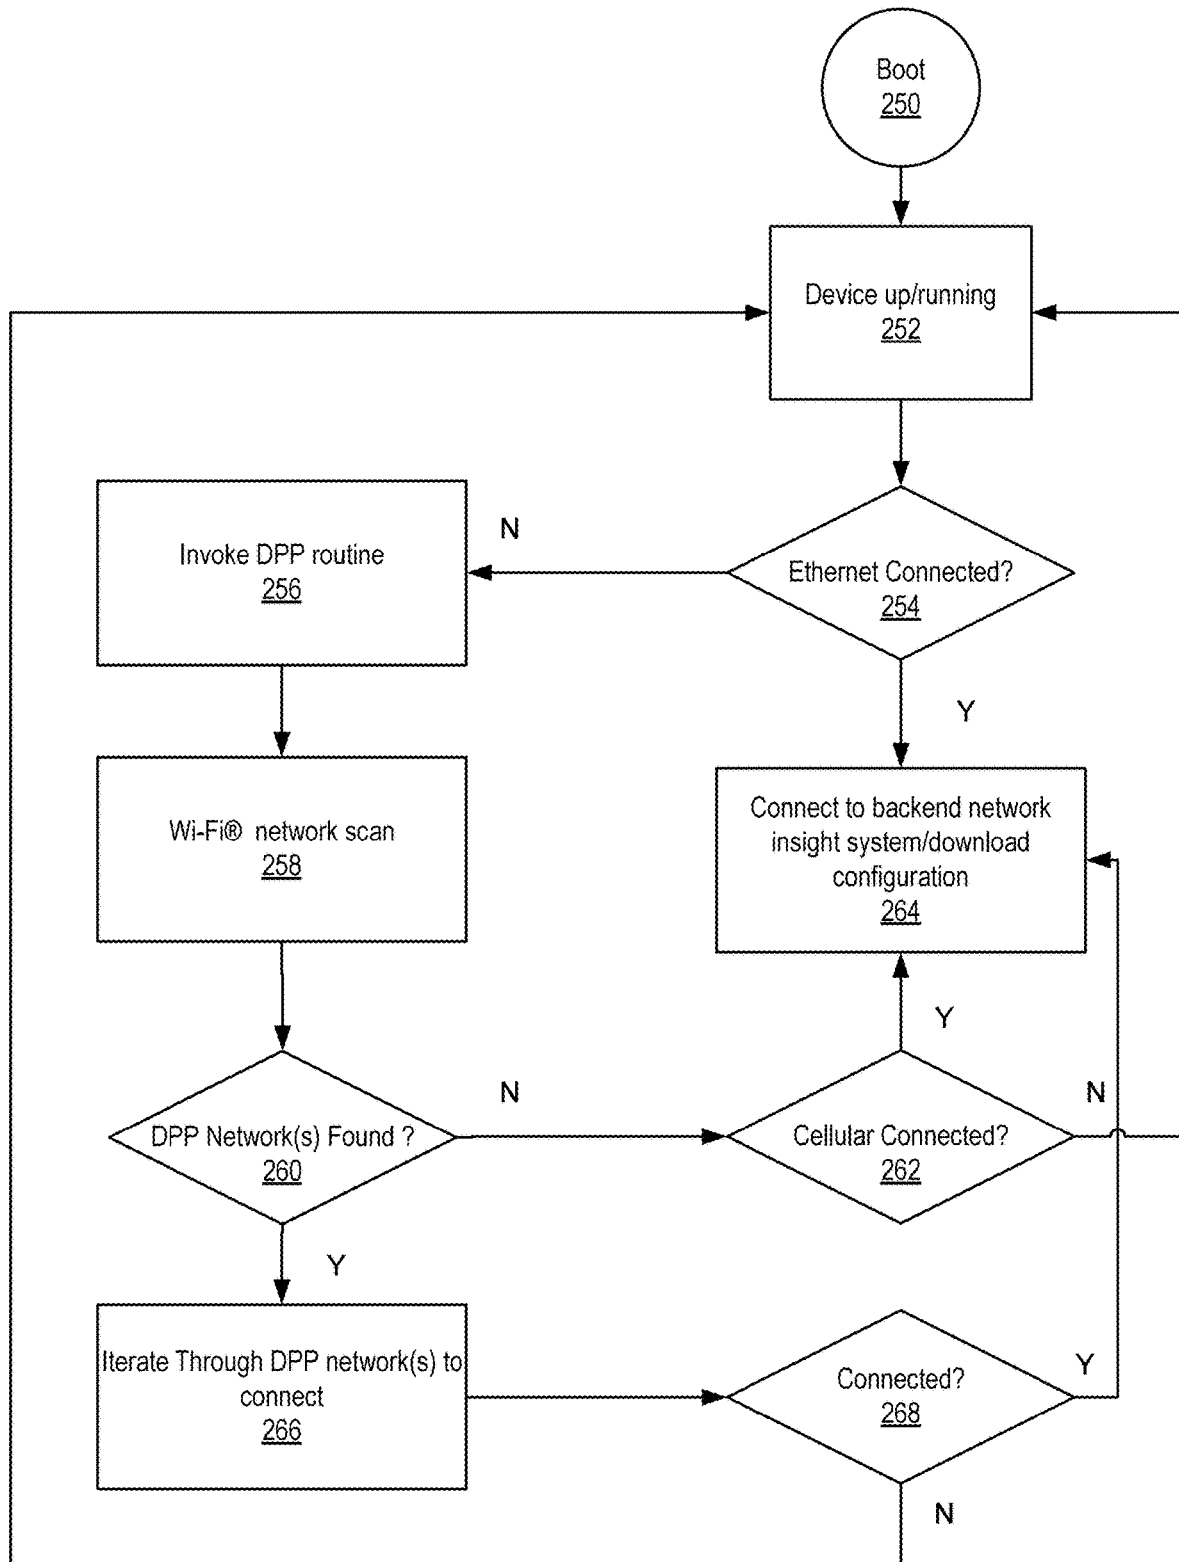 Boot
250
Device up/running
252
N
Invoke DPP routine
256
Ethernet Connected?
254
Y
Wi-Fi® network scan
258
Connect to backend network
insight system/download
configuration
264
Y
N
DPP Network(s) Found ?
260
Cellular Connected?
262
N
Y
Iterate Through DPP network(s) to
connect
266
Connected?
268
Y
N